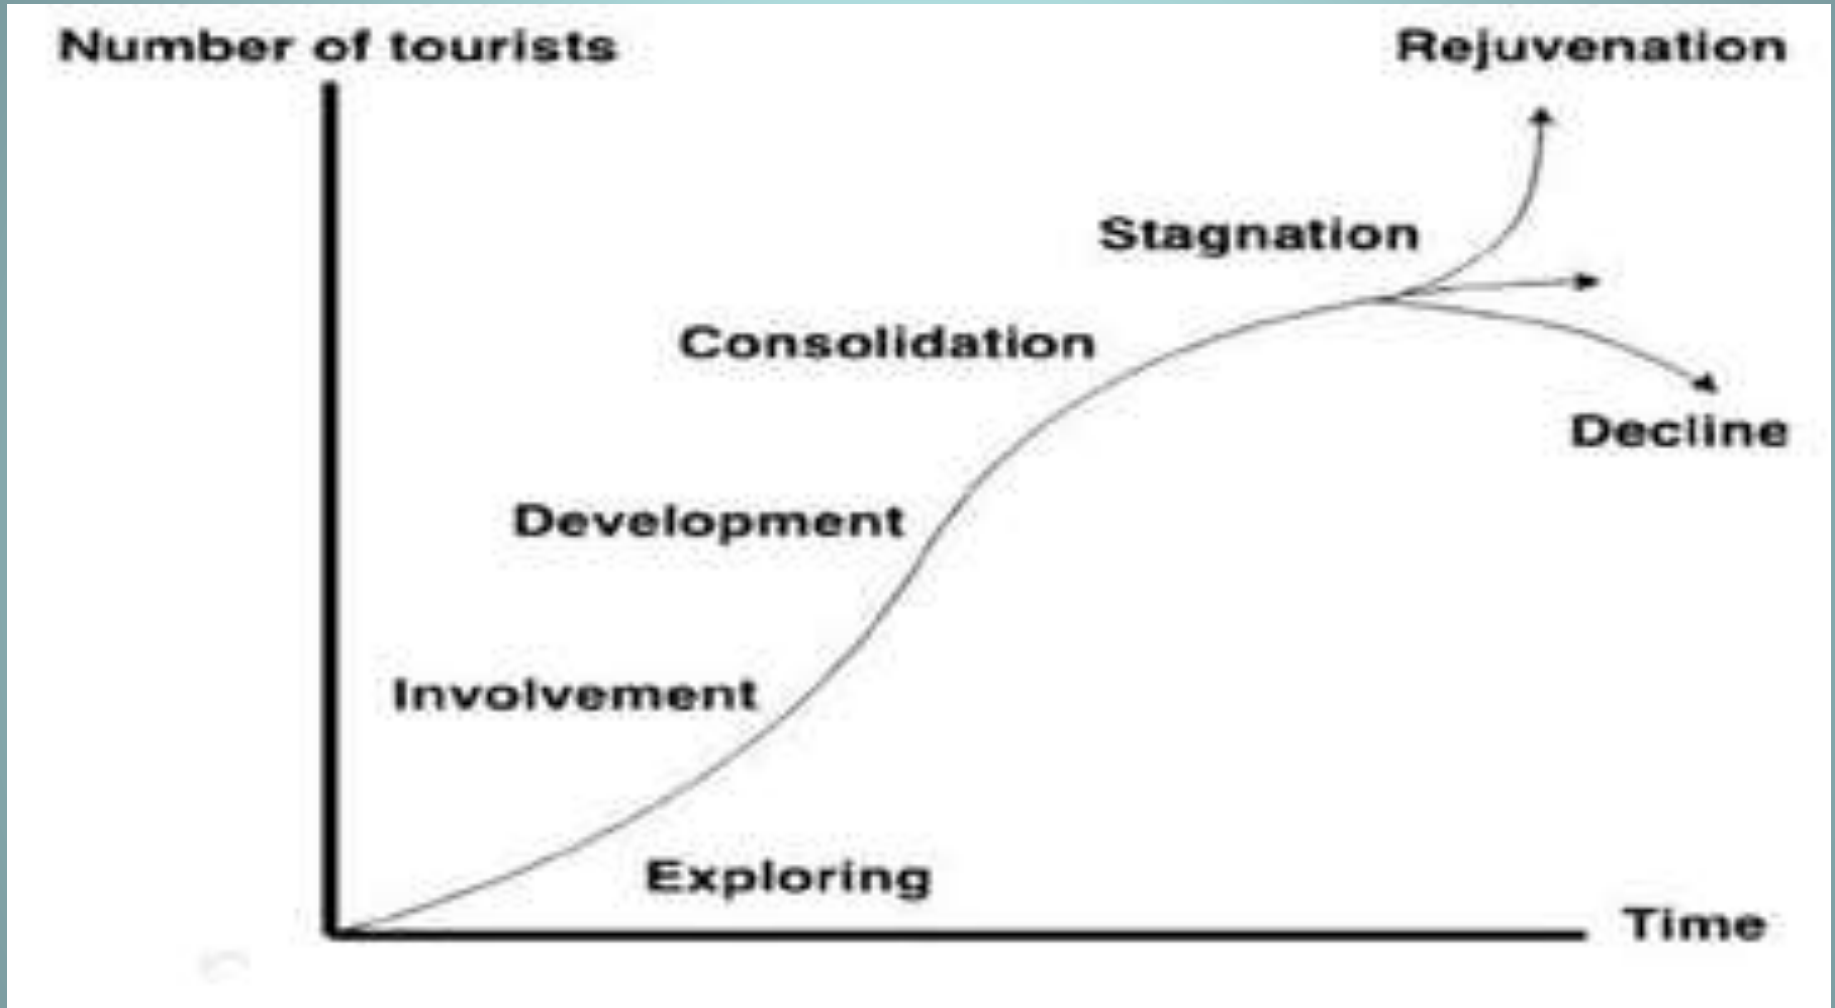 Number of tourists
Rejuvenation
Stagnation
Consolidation
Decline
Development
Involvement
Exploring
Time